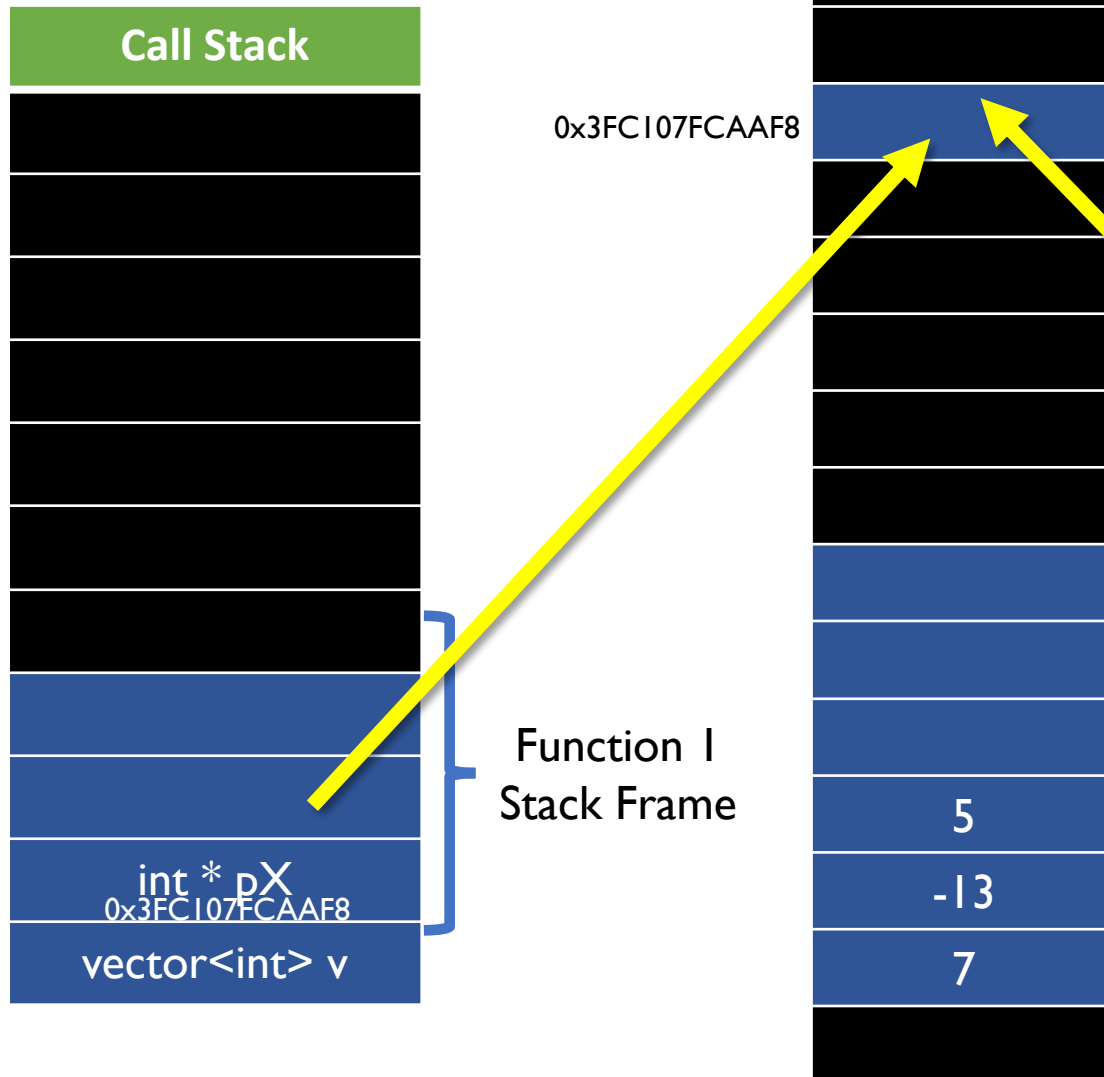 Call Stack
0x3FC107FCAAF8
Function 1
Stack Frame
int * pX
0x3FC107FCAAF8
vector<int> v
5
-13
7